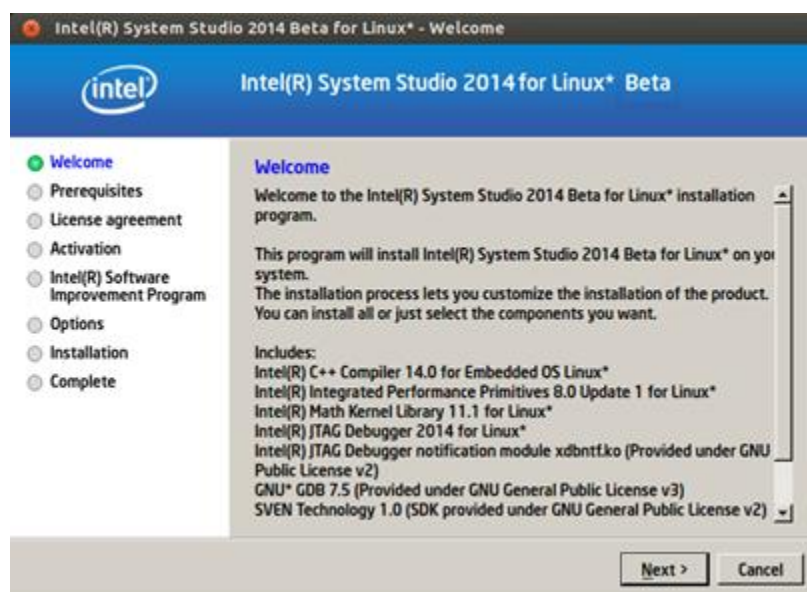 Intel(R) System Studio 2014 Beta for Linux* - Welcome
intel
Intel(R) System Studio 2014 for Linux* Beta
Welcome
Prerequisites
License agreement
Activation
Intel(R) Software
Improvement Program
Options
Installation
Complete
Welcome
Welcome to the Intel(R) System Studio 2014 Beta for Linux* installation
program.
This program will install Intel(R) System Studio 2014 Beta for Linux* on you
system.
The installation process lets you customize the installation of the product.
You can install all or just select the components you want.
Includes:
Intel(R) C++ Compiler 14.0 for Embedded OS Linux*
Intel(R) Integrated Performance Primitives 8.0 Update 1 for Linux*
Intel(R) Math Kernel Library 11.1 for Linux*
Intel(R) JTAG Debugger 2014 for Linux*
Intel(R) JTAG Debugger notification module xdbntf.ko (Provided under GNU
Public License v2)
GNU* GDB 7.5 (Provided under GNU General Public License v3)
SVEN Technology 1.0 (SDK provided under GNU General Public License v2)
Next >
Cancel